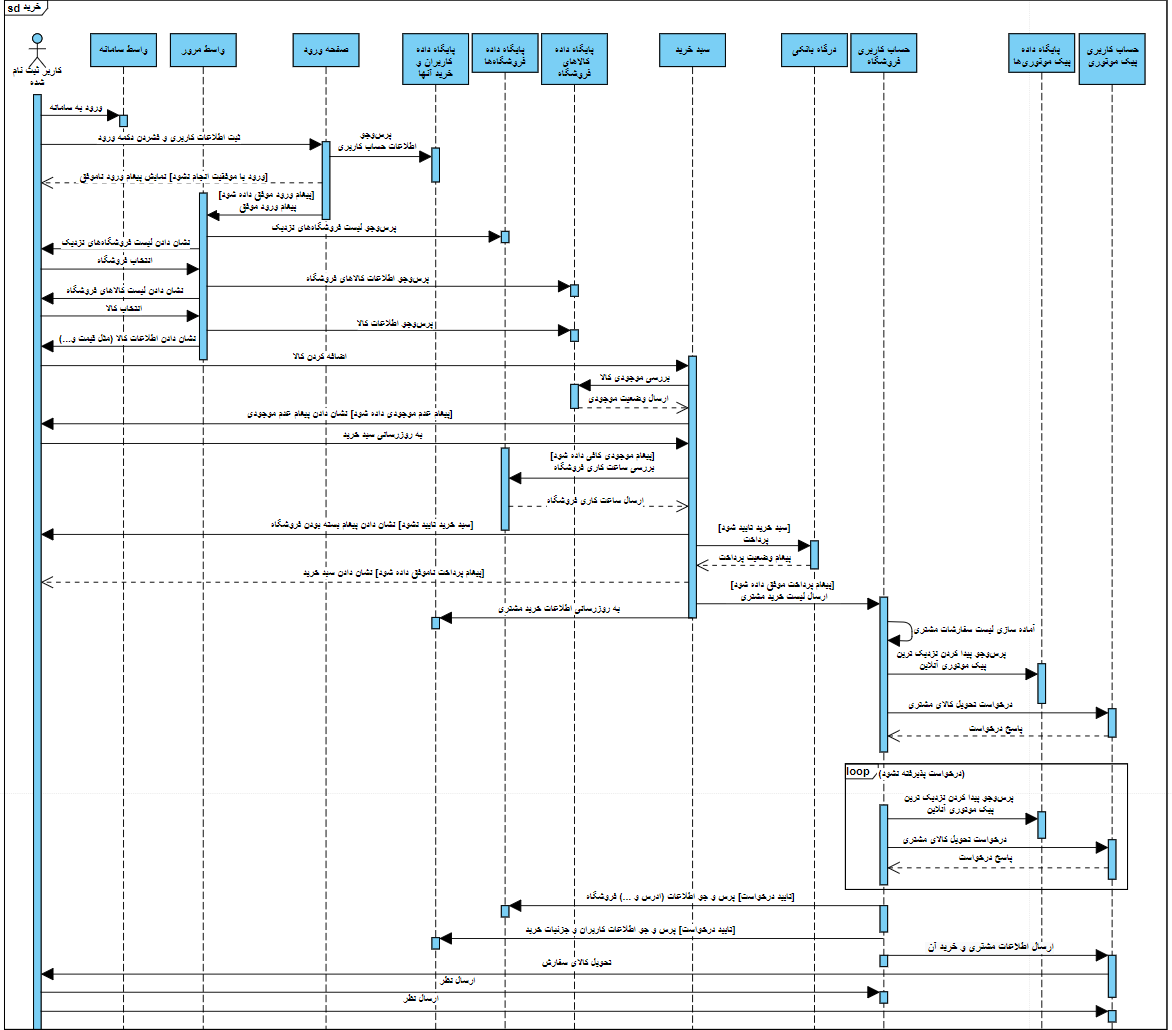 sd خرید
کاربر ثبت نام
شده
واسط سامانه
واسط مرور
صفحه ورود
پایگاه داده
کاربران و
خرید آنها
پایگاه داده
فروشگاه‌ها
پایگاه داده
کالاهای
فروشگاه
سبد خرید
درگاه بانکی
حساب کاربری
فروشگاه
پایگاه داده
پیک موتوری‌ها
حساب کاربری
پیک موتوری
ورود به سامانه
ثبت اطلاعات کاربری و فشردن دکمه ورود
پرس‌وجو
اطلاعات حساب کاربری
[ورود با موفقیت انجام نشود] نمایش پیغام ورود ناموفق
[پیغام ورود موفق داده شود]
پیغام ورود موفق
پرس‌وجو لیست فروشگاه‌های نزدیک
نشان دادن لیست فروشگاه‌های نزدیک
انتخاب فروشگاه
پرس‌وجو اطلاعات کالاهای فروشگاه
نشان دادن لیست کالاهای فروشگاه
انتخاب کالا
پرس‌وجو اطلاعات کالا
نشان دادن اطلاعات کالا (مثل قیمت و...)
اضافه کردن کالا
بررسی موجودی کالا
ارسال وضعیت موجودی
[پیغام عدم موجودی داده شود] نشان دادن پیغام عدم موجودی
به روزرسانی سبد خرید
[پیغام موجودی کافی داده شود]
بررسی ساعت کاری فروشگاه
ارسال ساعت کاری فروشگاه
[سبد خرید تایید نشود] نشان دادن پیغام بسته بودن فروشگاه
[سبد خرید تایید شود]
پرداخت
پیغام وضعیت پرداخت
[پیغام پرداخت ناموفق داده شود] نشان دادن سبد خرید
[پیغام پرداخت موفق داده شود]
ارسال لیست خرید مشتری
به روزرسانی اطلاعات خرید مشتری
آماده سازی لیست سفارشات مشتری
پرس‌وجو پیدا کردن نزدیک ترین
پیک موتوری آنلاین
درخواست تحویل کالای مشتری
پاسخ درخواست
loop (درخواست پذیرفته نشود)
پرس‌وجو پیدا کردن نزدیک ترین
پیک موتوری آنلاین
درخواست تحویل کالای مشتری
پاسخ درخواست
[تایید درخواست] پرس و جو اطلاعات (ادرس و ...) فروشگاه
[تایید درخواست] پرس و جو اطلاعات کاربران و جزئیات خرید
ارسال اطلاعات مشتری و خرید آن
تحویل کالای سفارش
ارسال نظر
ارسال نظر